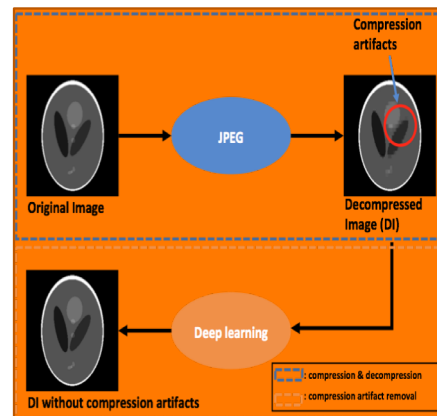 Compression
artifacts
JPEG
Original Image
Decompressed
Image (DI)
Deep learning
: compression & decompression
: compression artifact removal
DI without compression artifacts